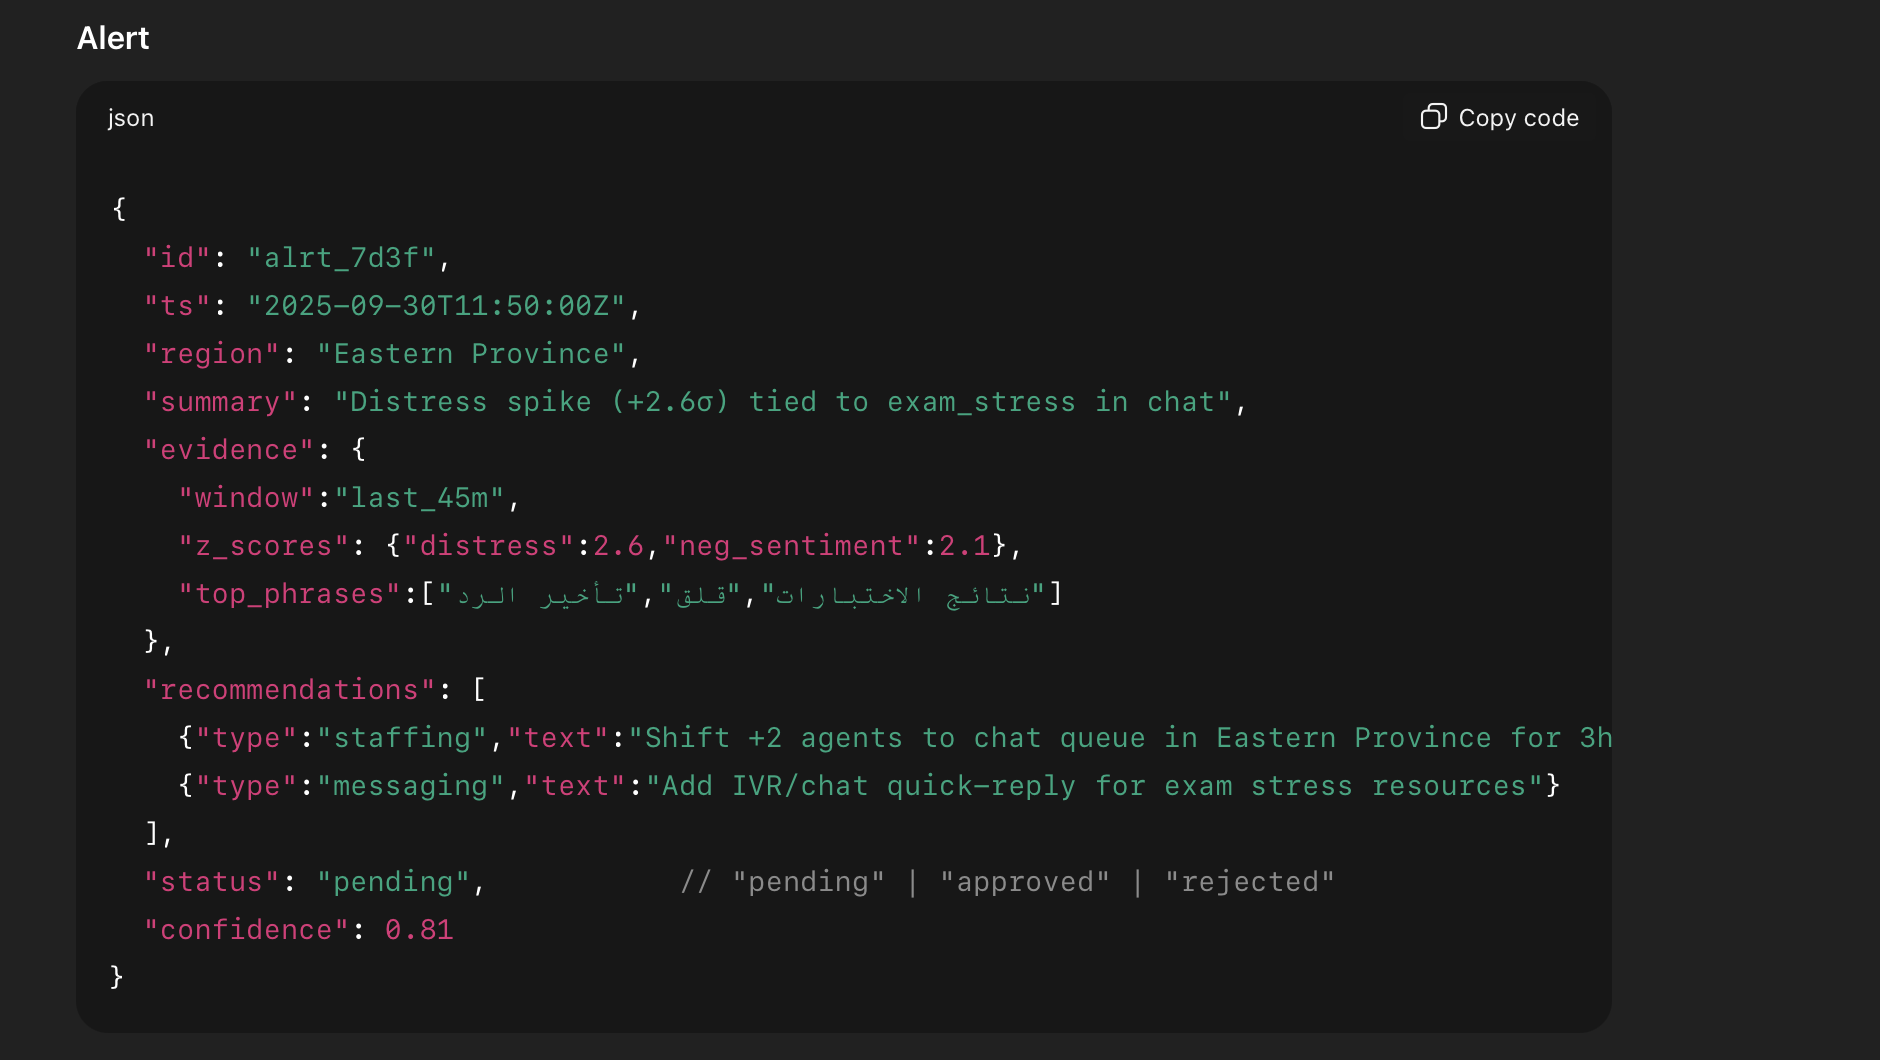 Alert
json
Copy code
{
"id": "alrt_7d3f",
"ts": "2025-09-30T11:50:00Z",
"region": "Eastern Province",
"summary": "Distress spike (+2.6σ) tied to exam_stress in chat",
"evidence": {
"window":"last_45m",
"z_scores": {"distress":2.6,"neg_sentiment":2.1},
"top_phrases":["تأخير الرد","قلق","نتائج الاختبارات"]
},
"recommendations": [
{"type":"staffing","text":"Shift +2 agents to chat queue in Eastern Province for 3h
{"type":"messaging","text":"Add IVR/chat quick-reply for exam stress resources"}
],
"status": "pending", // "pending" | "approved" | "rejected"
"confidence": 0.81
}